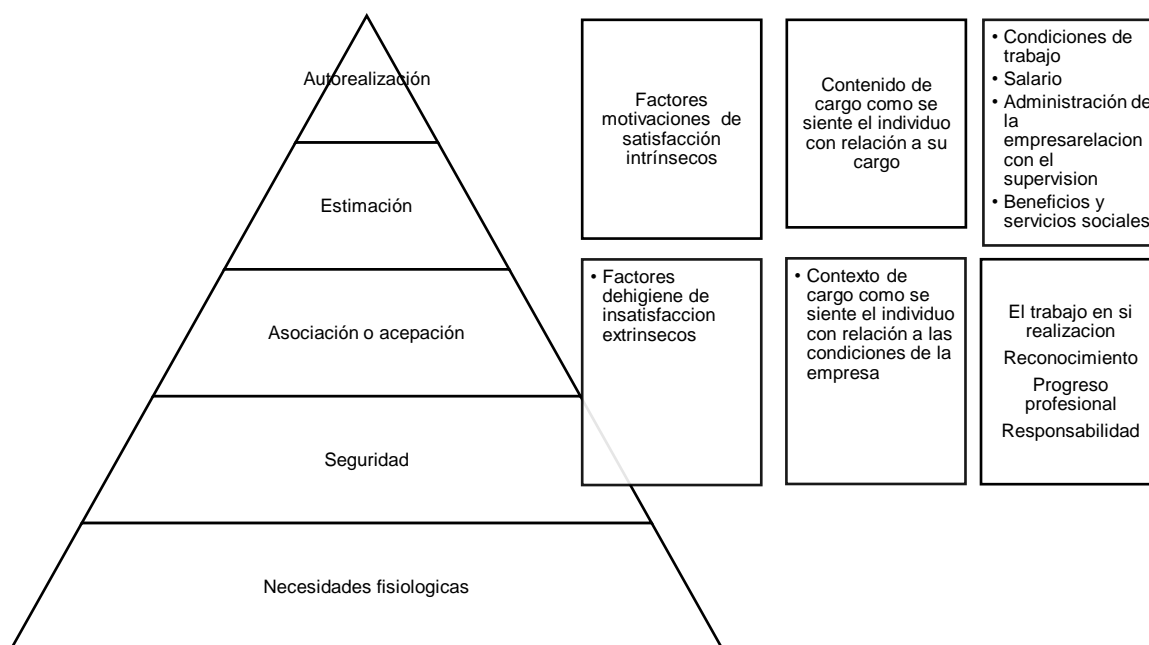 Autorealización
Estimación
Asociación o acepación
Seguridad
Necesidades fisiologicas
Factores
motivaciones de
satisfacción
intrínsecos
Contenido de
cargo como se
siente el individuo
con relación a su
cargo
• Condiciones de
trabajo
• Salario
• Administración de
la
empresarelacion
con el
supervision
• Beneficios y
servicios sociales
• Factores
dehigiene de
insatisfaccion
extrinsecos
• Contexto de
cargo como se
siente el individuo
con relación a las
condiciones de la
empresa
El trabajo en si
realizacion
Reconocimiento
Progreso
profesional
Responsabilidad